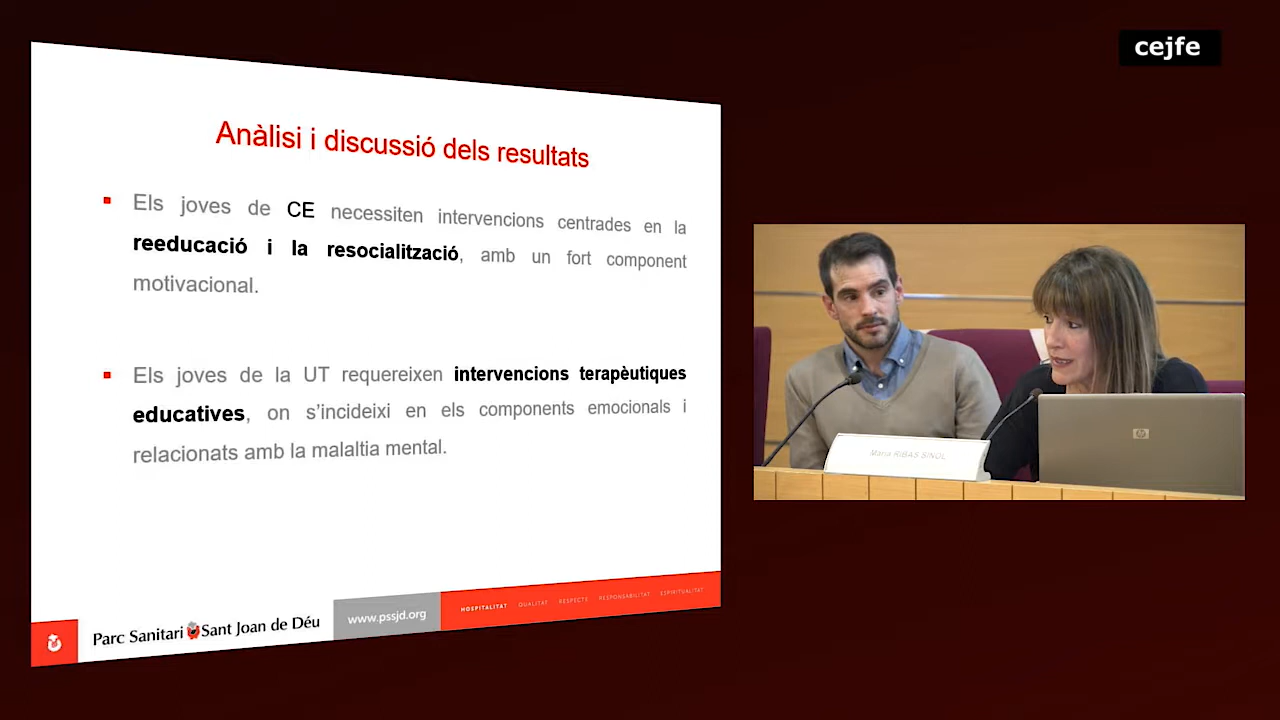 cejfe
Anàlisi i discussió dels resultats
Els joves de CE necessiten intervencions centrades en la
reeducació i la resocialització, amb un fort component
motivacional.
Els joves de la UT requereixen intervencions terapèutiques
educatives, on s'incideixi en els components emocionals i
relacionats amb la malaltia mental.
Maria RIBAS SIÑOL
hp
Parc Sanitari Sant Joan de Déu
www.pssjd.org
HOSPITALITAT QUALITAT RESPECTE RESPONSABILITAT ESPIRITUALITAT